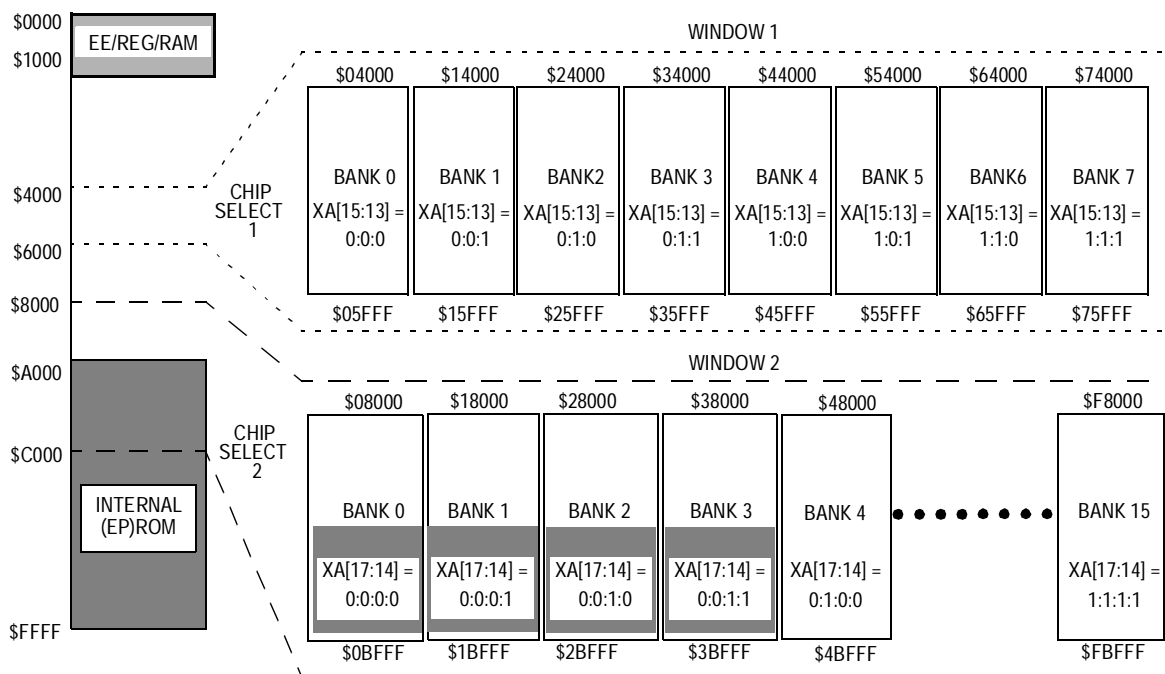 $0000
EE/REG/RAM
$1000
$4000
$6000
$8000
$A000
$C000
INTERNAL
(EP)ROM
$FFFF
CHIP
SELECT
1
CHIP
SELECT
2
WINDOW 1
$04000 $14000 $24000 $34000 $44000 $54000 $64000 $74000
BANK 0 BANK 1 BANK2 BANK 3 BANK 4 BANK 5 BANK6 BANK 7
XA[15:13] = XA[15:13] = XA[15:13] = XA[15:13] = XA[15:13] = XA[15:13] = XA[15:13] = XA[15:13] =
0:0:0 0:0:1 0:1:0 0:1:1 1:0:0 1:0:1 1:1:0 1:1:1
$05FFF $15FFF $25FFF $35FFF $45FFF $55FFF $65FFF $75FFF
WINDOW 2
$08000 $18000 $28000 $38000 $48000 $F8000
BANK 0 BANK 1 BANK 2 BANK 3 BANK 4 BANK 15
XA[17:14] = XA[17:14] = XA[17:14] = XA[17:14] = XA[17:14] = XA[17:14] =
0:0:0:0 0:0:0:1 0:0:1:0 0:0:1:1 0:1:0:0 1:1:1:1
$0BFFF $1BFFF $2BFFF $3BFFF $4BFFF $FBFFF